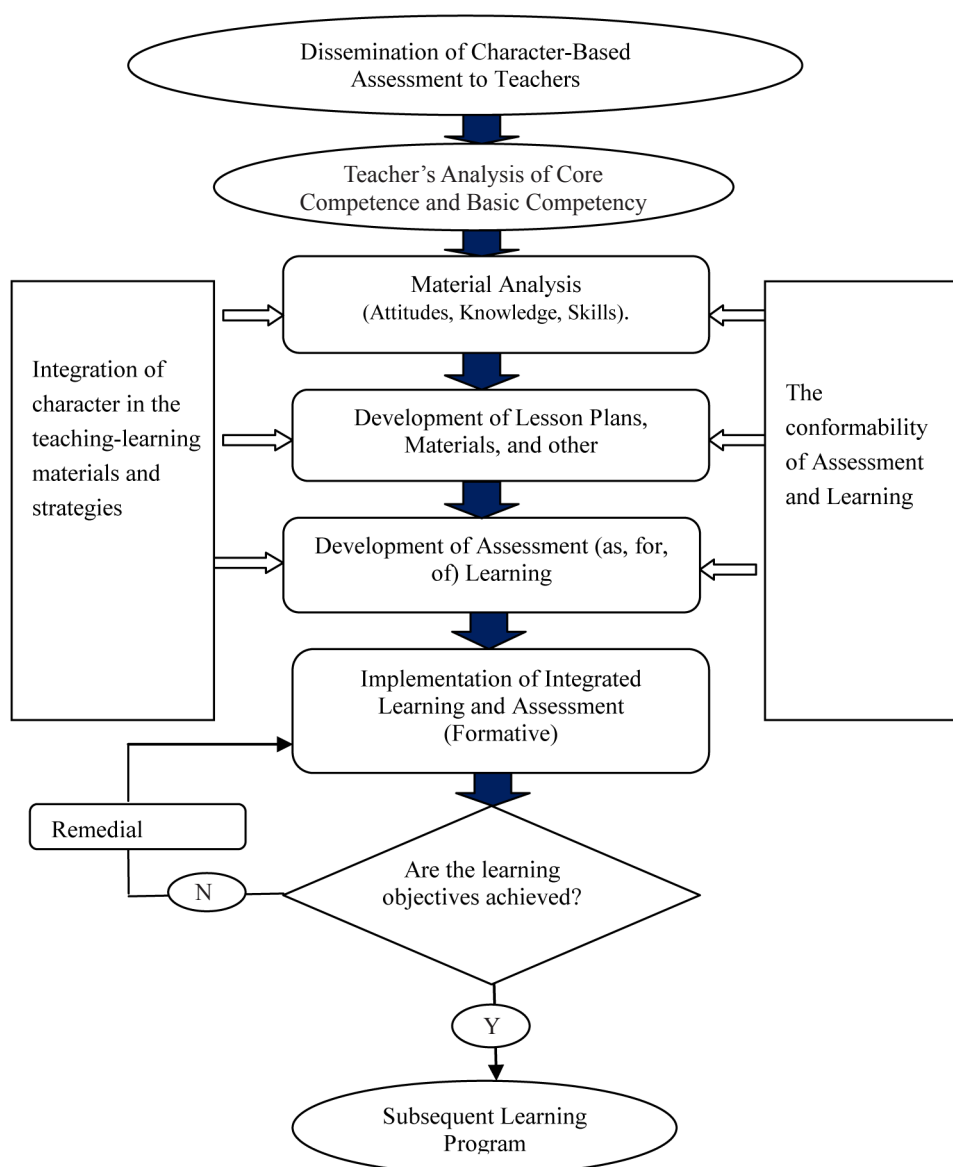 Dissemination of Character-Based
Assessment to Teachers
Teacher’s Analysis of Core
Competence and Basic Competency
Material Analysis
(Attitudes, Knowledge, Skills).
Integration of
character in the
teaching-learning
materials and
strategies
The
conformability
of Assessment
and Learning
Development of Lesson Plans,
Materials, and other
Development of Assessment (as, for,
of) Learning
Implementation of Integrated
Learning and Assessment
(Formative)
Remedial
Are the learning
objectives achieved?
N
Y
Subsequent Learning
Program